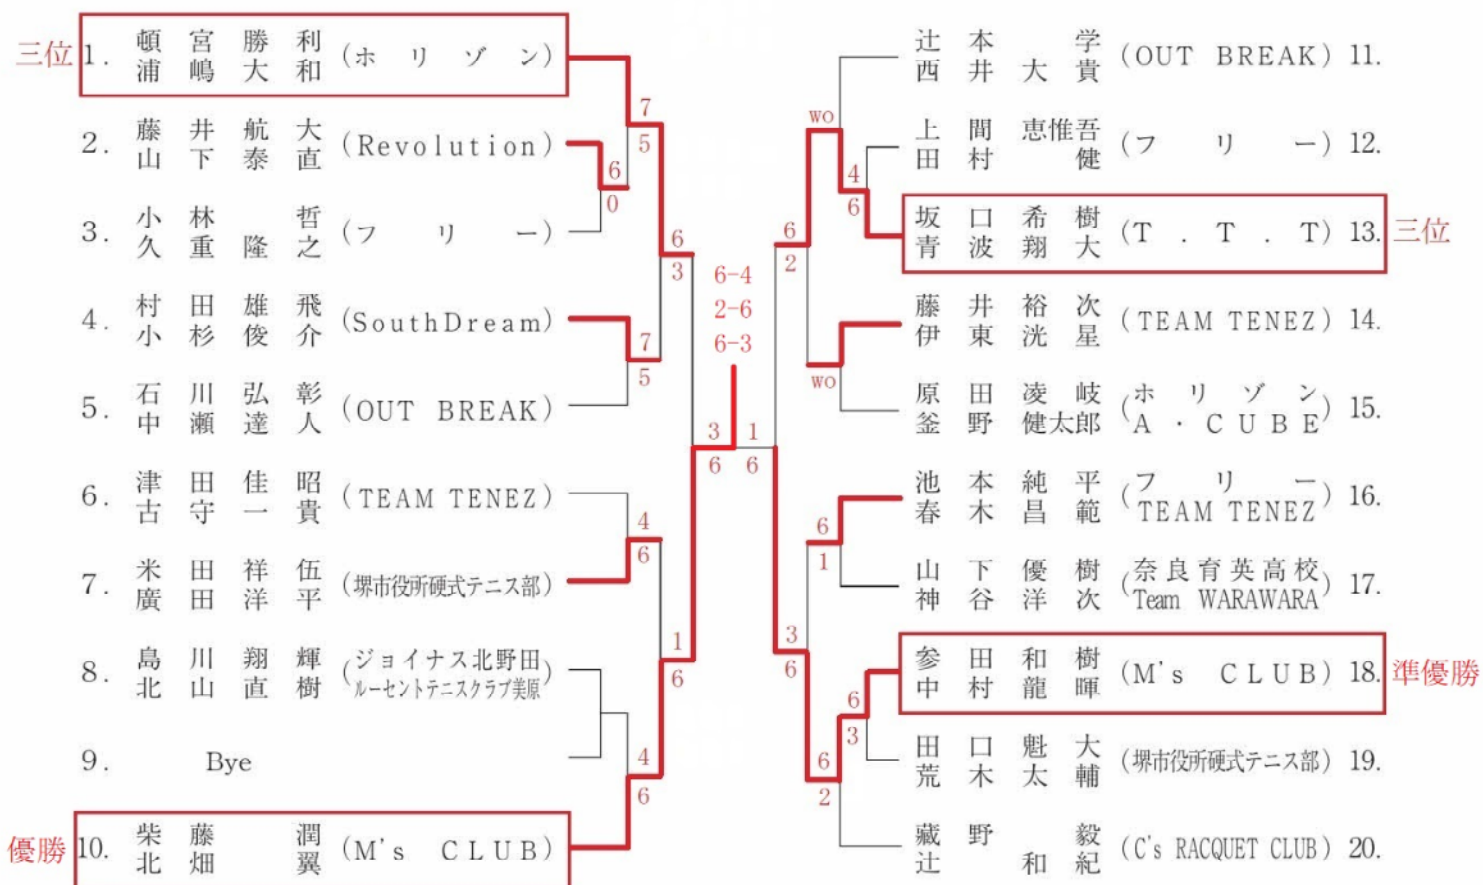 三位
1.
頓宮勝利
浦嶋大和
(ホリゾン)
2.
藤井航大
山下泰直
(Revolution)
3.
小林哲
久重隆之
(フリー)
4.
村田雄飛
小杉俊介
(SouthDream)
5.
石川弘彰
中瀬達人
(OUT BREAK)
6.
津田佳昭
古守一貴
(TEAM TENEZ)
7.
米田祥伍
廣田洋平
(堺市役所硬式テニス部)
8.
島川翔輝
北山直樹
(ジョイナス北野田
ルーセントテニスクラブ美原)
9.
Bye
優勝
10.
柴藤潤
北畑翼
(M's CLUB)
7
5
6
0
6
3
7
5
4
6
1
6
4
6
3
6
6-4
2-6
6-3
1
6
6
2
WO
4
6
WO
6
1
3
6
6
3
6
2
辻本学
西井大貴
(OUT BREAK)
11.
上間恵惟吾
田村健
(フリー)
12.
坂口希樹
青波翔大
(T.T.T)
13.
三位
藤井裕次
伊東洸星
(TEAM TENEZ)
14.
原田凌岐
釜野健太郎
(ホリゾン
A・CUBE)
15.
池本純平
春木昌範
(フリー
TEAM TENEZ)
16.
山下優樹
神谷洋次
(奈良育英高校
Team WARAWARA)
17.
参田和樹
中村龍暉
(M's CLUB)
18.
準優勝
田口魁大
荒木太輔
(堺市役所硬式テニス部)
19.
藏野毅
辻和紀
(C's RACQUET CLUB)
20.